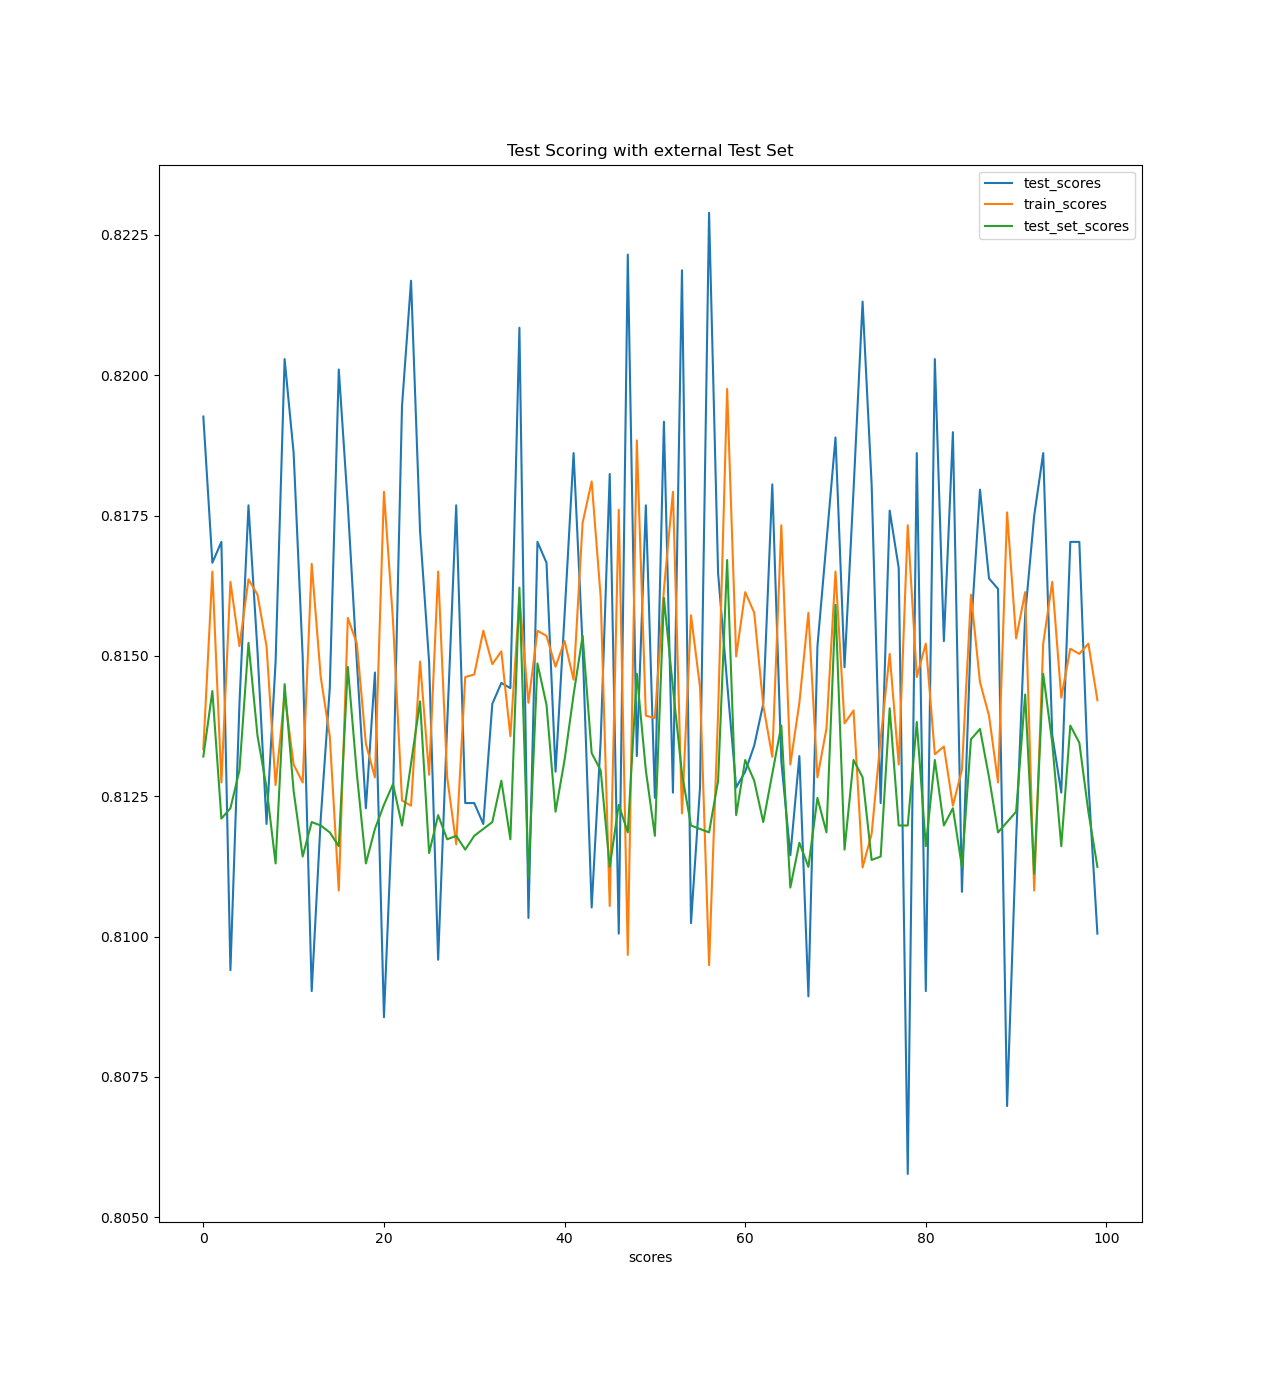 Test Scoring with external Test Set
test_scores
train_scores
test_set_scores
0.8225
0.8200
0.8175
0.8150
0.8125
0.8100
0.8075
0.8050
0 20 40 60 80 100
scores